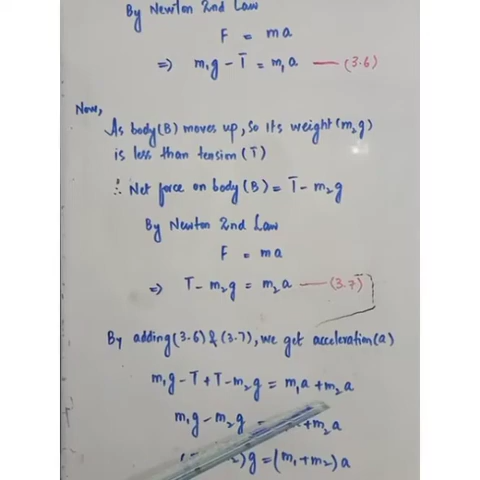 By Newton 2nd Law
F = ma
=) m₁g - T = m₁a — (3.6)
Now,
As body (B) moves up, so its weight (m₂g)
is less than tension (T)
∴ Net force on body (B) = T - m₂g
By Newton 2nd Law
F = ma
=) T - m₂g = m₂a — (3.7)
By adding (3.6) & (3.7), we get acceleration (a)
m₁g - T + T - m₂g = m₁a + m₂a
m₁g - m₂g = + m₂a
( )g = (m₁ + m₂) a